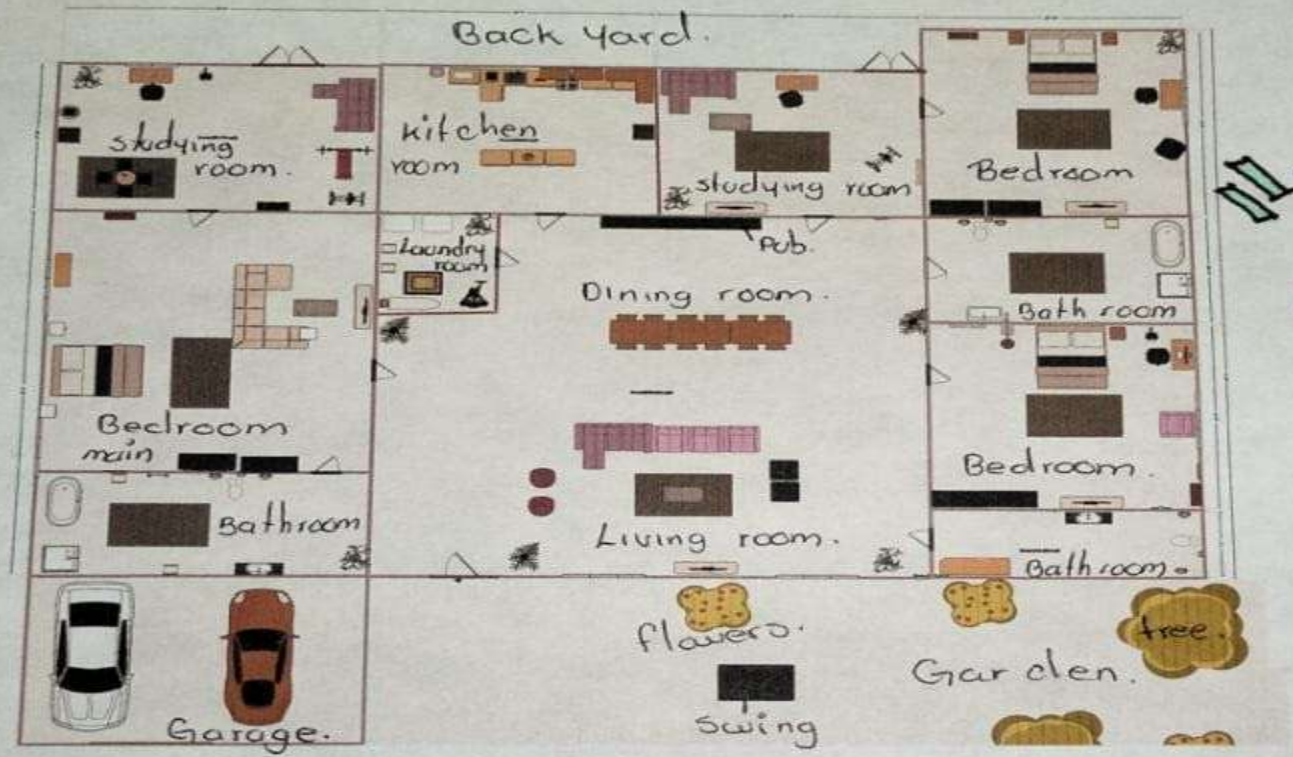 Back yard.
studying
room.
kitchen
room
studying room
Bedroom
Laundry
room
Pub.
Dining room.
Bath room
Bedroom
main
Bedroom.
Bathroom
Living room.
Bathroom.
flowers.
tree.
Garden.
Swing
Garage.